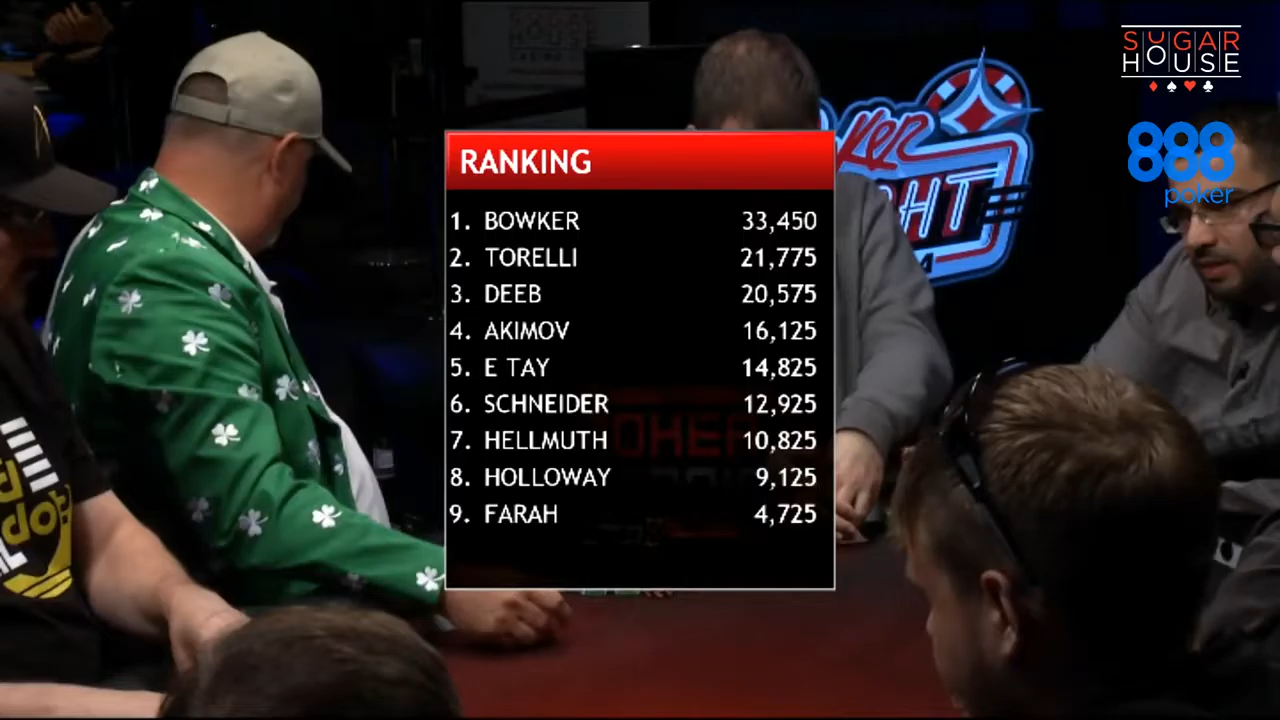 SUGAR
HOUSE
888
poker
RANKING
1. BOWKER 33,450
2. TORELLI 21,775
3. DEEB 20,575
4. AKIMOV 16,125
5. E TAY 14,825
6. SCHNEIDER 12,925
7. HELLMUTH 10,825
8. HOLLOWAY 9,125
9. FARAH 4,725